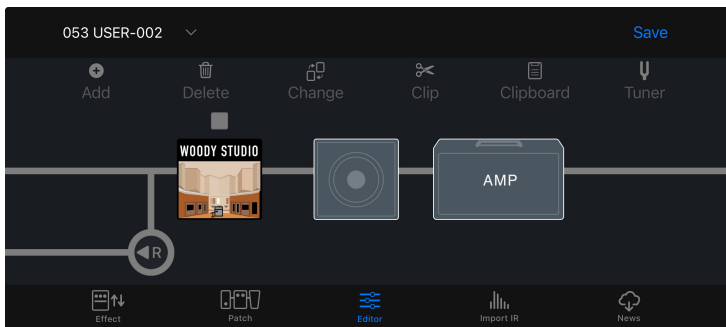 053 USER-002
Save
Add
Delete
Change
Clip
Clipboard
Tuner
WOODY STUDIO
AMP
R
Effect
Patch
Editor
Import IR
News